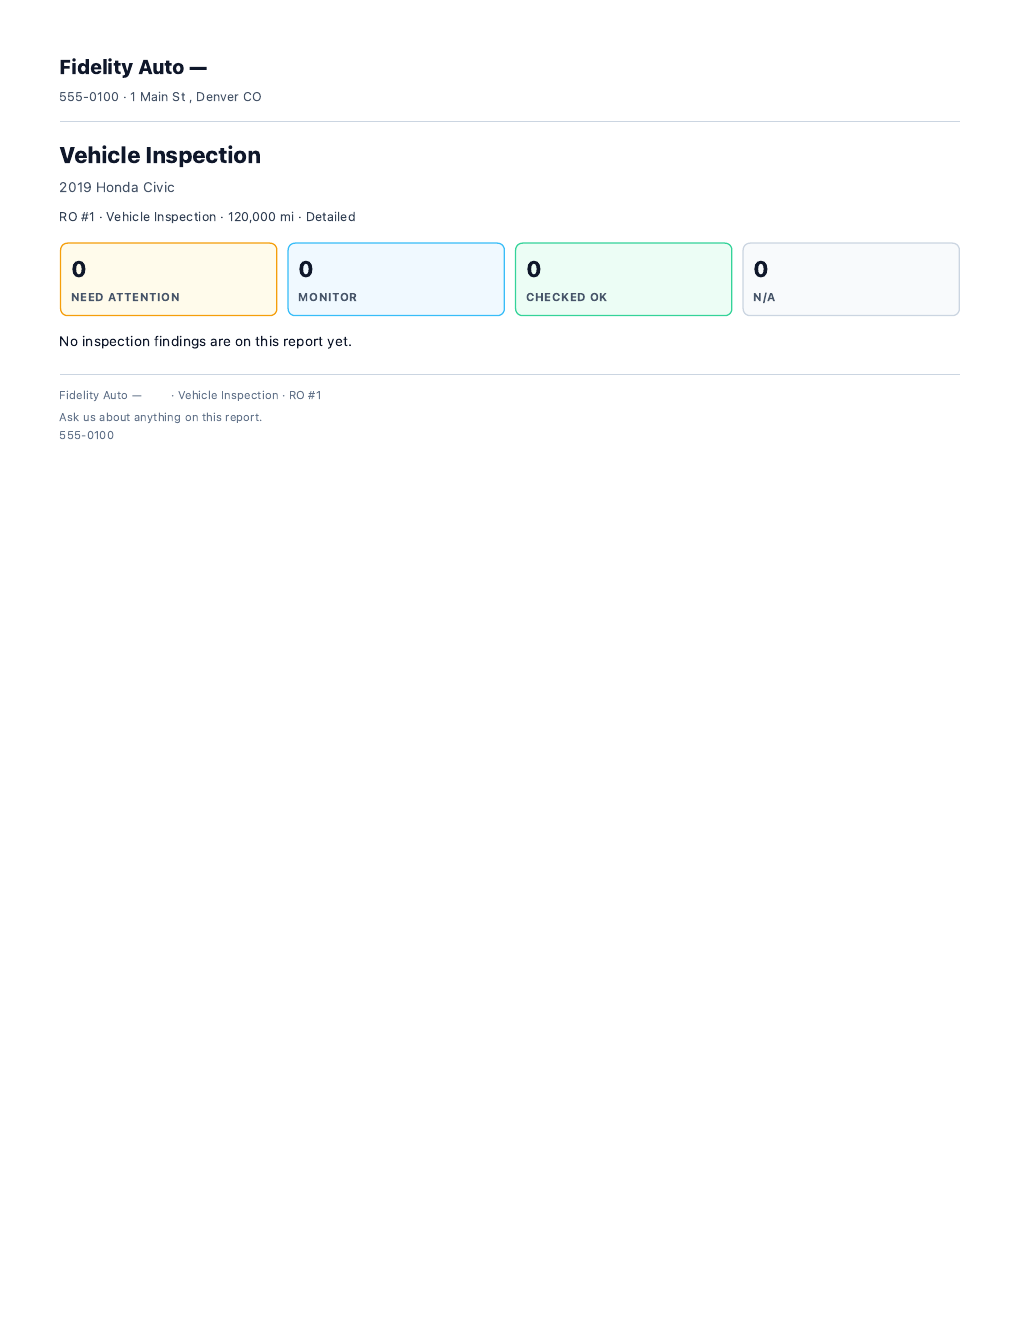 Fidelity Auto —
555-0100 · 1 Main St , Denver CO
Vehicle Inspection
2019 Honda Civic
RO #1 · Vehicle Inspection · 120,000 mi · Detailed
0
NEED ATTENTION
0
MONITOR
0
CHECKED OK
0
N/A
No inspection findings are on this report yet.
Fidelity Auto — · Vehicle Inspection · RO #1
Ask us about anything on this report.
555-0100